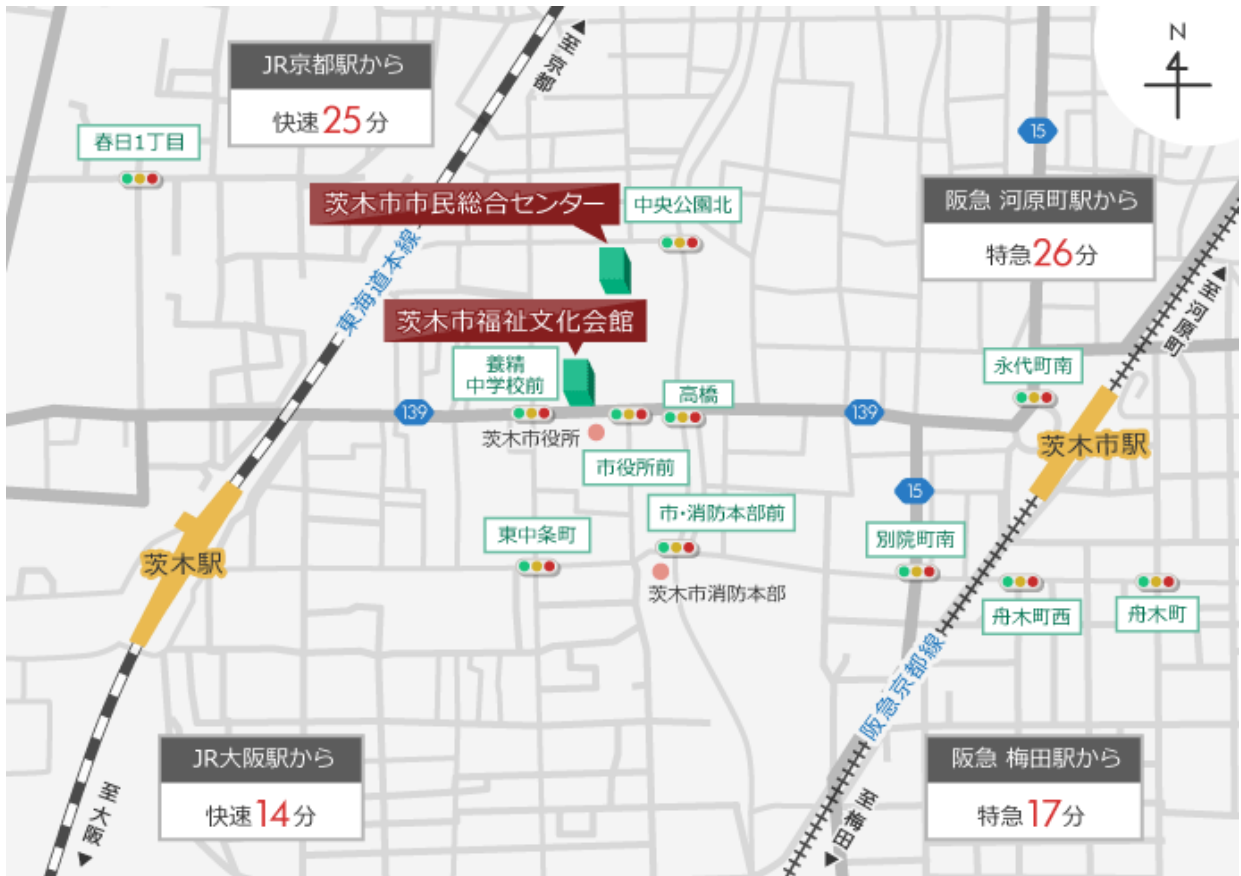 N
JR京都駅から
快速25分
至京都
15
春日1丁目
茨木市市民総合センター
中央公園北
阪急 河原町駅から
特急26分
東海道本線
至河原町
茨木市福祉文化会館
養精
中学校前
永代町南
高橋
139
139
茨木市役所
茨木市駅
市役所前
15
市・消防本部前
東中条町
別院町南
茨木駅
茨木市消防本部
舟木町西
舟木町
阪急京都線
JR大阪駅から
快速14分
阪急 梅田駅から
特急17分
至大阪
至梅田